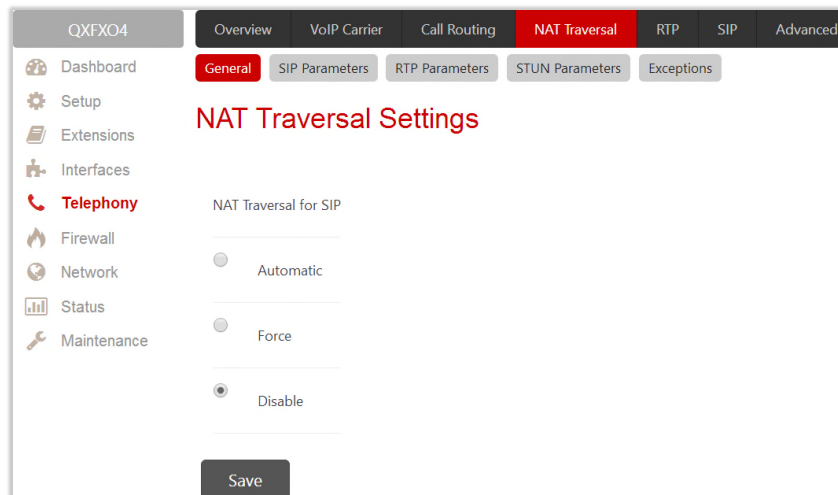 QXFXO4
Overview VoIP Carrier Call Routing NAT Traversal RTP SIP Advanced
Dashboard
Setup
Extensions
Interfaces
Telephony
Firewall
Network
Status
Maintenance
General SIP Parameters RTP Parameters STUN Parameters Exceptions
NAT Traversal Settings
NAT Traversal for SIP
Automatic
Force
Disable
Save